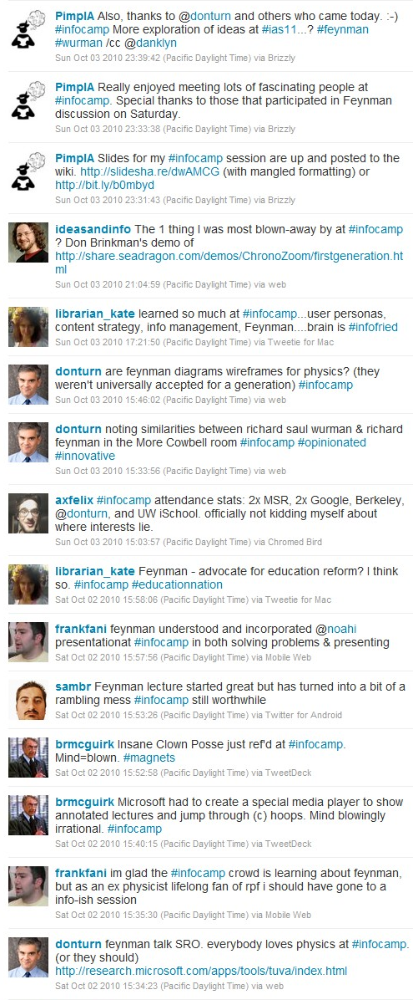 PimpIA Also, thanks to @donturn and others who came today. :-)
#infocamp More exploration of ideas at #ias11...? #feynman
#wurman /cc @danklyn
Sun Oct 03 2010 23:39:42 (Pacific Daylight Time) via Brizzly
PimpIA Really enjoyed meeting lots of fascinating people at
#infocamp. Special thanks to those that participated in Feynman
discussion on Saturday.
Sun Oct 03 2010 23:33:38 (Pacific Daylight Time) via Brizzly
PimpIA Slides for my #infocamp session are up and posted to the
wiki. http://slidesha.re/dwAMCG (with mangled formatting) or
http://bit.ly/b0mbyd
Sun Oct 03 2010 23:31:43 (Pacific Daylight Time) via Brizzly
ideasandinfo The 1 thing I was most blown-away by at #infocamp
? Don Brinkman's demo of
http://share.seadragon.com/demos/ChronoZoom/firstgeneration.ht
ml
Sun Oct 03 2010 21:04:59 (Pacific Daylight Time) via web
librarian_kate learned so much at #infocamp...user personas,
content strategy, info management, Feynman....brain is #infofried
Sun Oct 03 2010 17:21:50 (Pacific Daylight Time) via Tweetie for Mac
donturn are feynman diagrams wireframes for physics? (they
weren't universally accepted for a generation) #infocamp
Sun Oct 03 2010 15:46:02 (Pacific Daylight Time) via web
donturn noting similarities between richard saul wurman & richard
feynman in the More Cowbell room #infocamp #opinionated
#innovative
Sun Oct 03 2010 15:33:56 (Pacific Daylight Time) via web
axfelix #infocamp attendance stats: 2x MSR, 2x Google, Berkeley,
@donturn, and UW iSchool. officially not kidding myself about
where interests lie.
Sun Oct 03 2010 15:03:57 (Pacific Daylight Time) via Chromed Bird
librarian_kate Feynman - advocate for education reform? I think
so. #infocamp #educationnation
Sat Oct 02 2010 15:58:06 (Pacific Daylight Time) via Tweetie for Mac
frankfani feynman understood and incorporated @noahi
presentationat #infocamp in both solving problems & presenting
Sat Oct 02 2010 15:57:56 (Pacific Daylight Time) via Mobile Web
sambr Feynman lecture started great but has turned into a bit of a
rambling mess #infocamp still worthwhile
Sat Oct 02 2010 15:53:26 (Pacific Daylight Time) via Twitter for Android
brmcguirk Insane Clown Posse just ref'd at #infocamp.
Mind=blown. #magnets
Sat Oct 02 2010 15:52:58 (Pacific Daylight Time) via TweetDeck
brmcguirk Microsoft had to create a special media player to show
annotated lectures and jump through (c) hoops. Mind blowingly
irrational. #infocamp
Sat Oct 02 2010 15:40:15 (Pacific Daylight Time) via TweetDeck
frankfani im glad the #infocamp crowd is learning about feynman,
but as an ex physicist lifelong fan of rpf i should have gone to a
info-ish session
Sat Oct 02 2010 15:35:30 (Pacific Daylight Time) via Mobile Web
donturn feynman talk SRO. everybody loves physics at #infocamp.
(or they should)
http://research.microsoft.com/apps/tools/tuva/index.html
Sat Oct 02 2010 15:34:23 (Pacific Daylight Time) via web